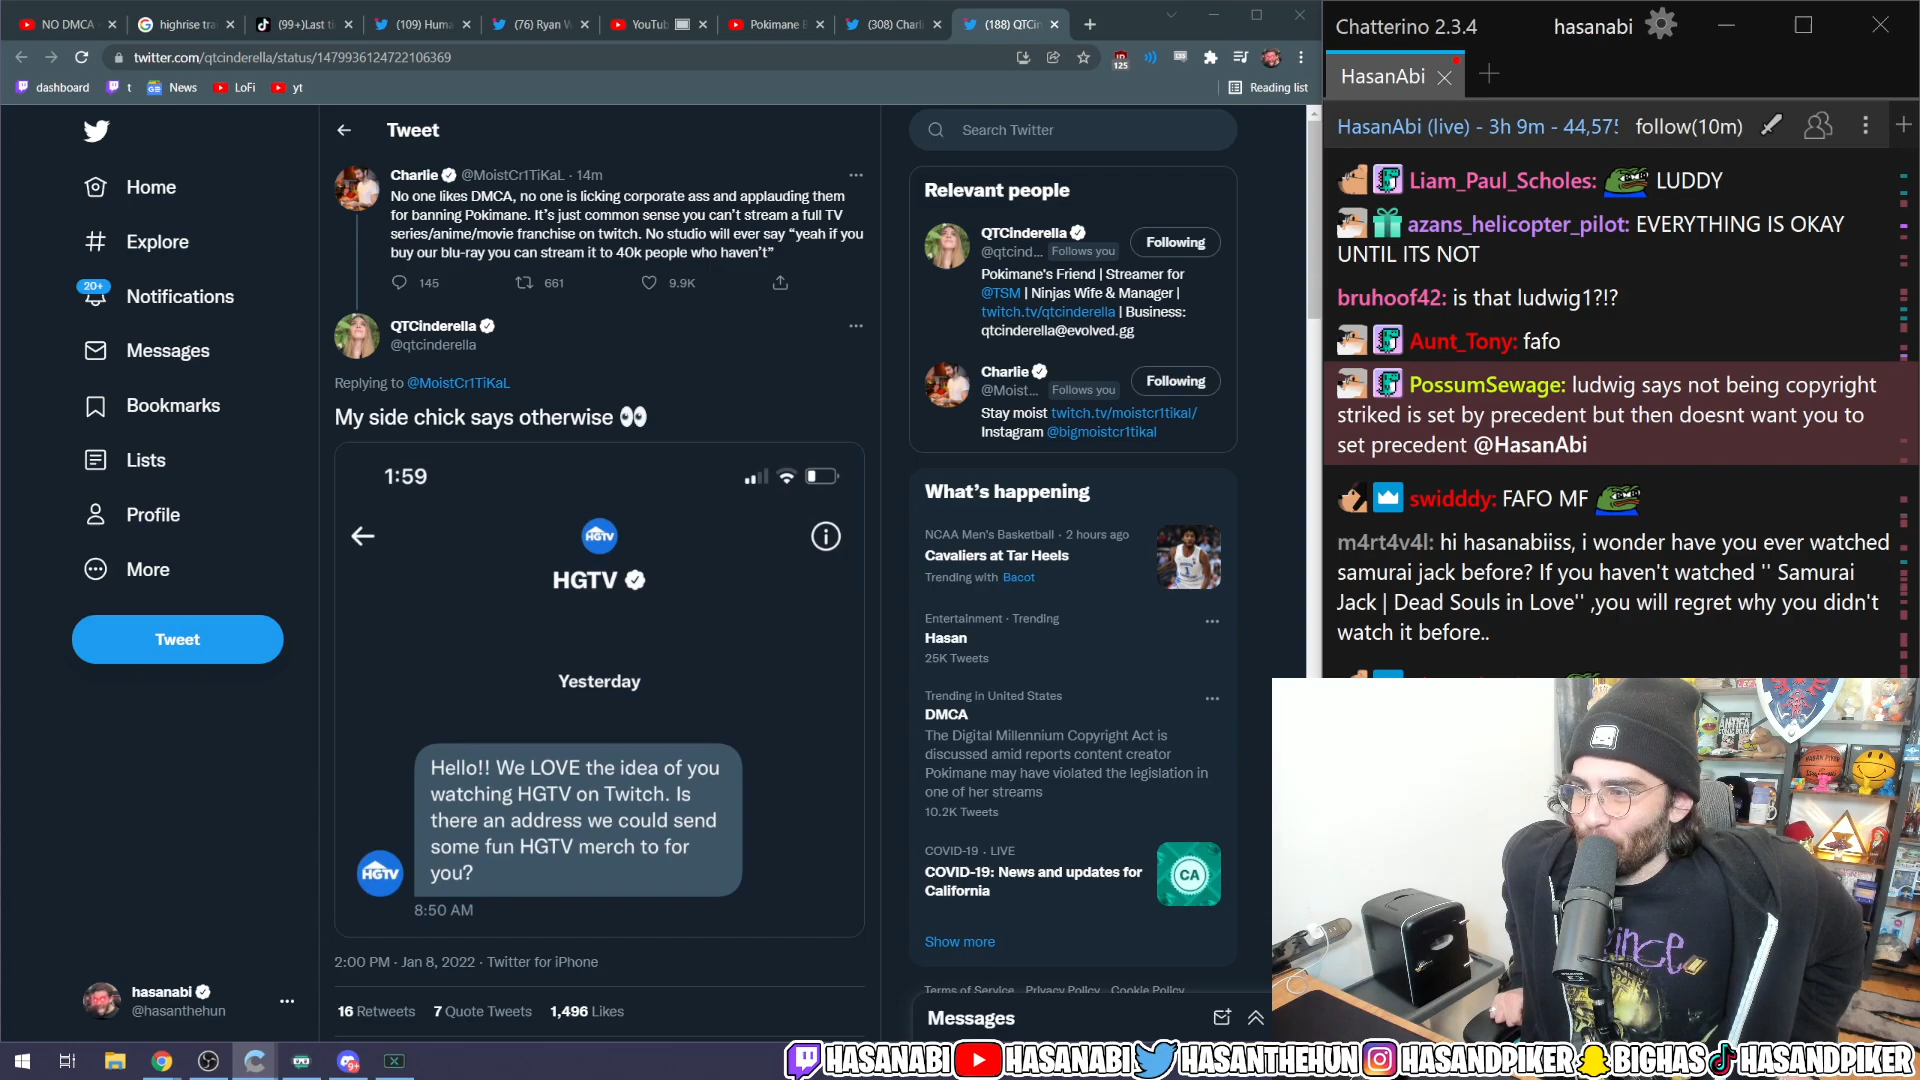 NO DMCA
highrise tra
(99+)Last ti
(109) Huma
(76) Ryan W
YouTub
Pokimane B
(308) Charli
(188) QTCin
twitter.com/qtcinderella/status/1479936124722106369
125
dashboard
t
News
LoFi
yt
Reading list
Tweet
Search Twitter
Home
Explore
20+
Notifications
Messages
Bookmarks
Lists
Profile
More
Tweet
hasanabi
@hasanthehun
Charlie @MoistCr1TiKaL · 14m
No one likes DMCA, no one is licking corporate ass and applauding them
for banning Pokimane. It's just common sense you can't stream a full TV
series/anime/movie franchise on twitch. No studio will ever say “yeah if you
buy our blu-ray you can stream it to 40k people who haven't”
145
661
9.9K
QTCinderella
@qtcinderella
Replying to @MoistCr1TiKaL
My side chick says otherwise 👀
1:59
HGTV
HGTV
Yesterday
Hello!! We LOVE the idea of you
watching HGTV on Twitch. Is
there an address we could send
some fun HGTV merch to for
you?
HGTV
8:50 AM
2:00 PM · Jan 8, 2022 · Twitter for iPhone
16 Retweets
7 Quote Tweets
1,496 Likes
Relevant people
QTCinderella
@qtcind...
Follows you
Following
Pokimane's Friend | Streamer for
@TSM | Ninjas Wife & Manager |
twitch.tv/qtcinderella | Business:
qtcinderella@evolved.gg
Charlie
@Moist...
Follows you
Following
Stay moist twitch.tv/moistcr1tikal/
Instagram @bigmoistcr1tikal
What's happening
NCAA Men's Basketball · 2 hours ago
Cavaliers at Tar Heels
Trending with Bacot
Entertainment · Trending
Hasan
25K Tweets
Trending in United States
DMCA
The Digital Millennium Copyright Act is
discussed amid reports content creator
Pokimane may have violated the legislation in
one of her streams
10.2K Tweets
COVID-19 · LIVE
COVID-19: News and updates for
California
CA
Show more
Terms of Service Privacy Policy Cookie Policy
Messages
Chatterino 2.3.4
hasanabi
HasanAbi
HasanAbi (live) - 3h 9m - 44,575
follow(10m)
Liam_Paul_Scholes: LUDDY
azans_helicopter_pilot: EVERYTHING IS OKAY
UNTIL ITS NOT
bruhoof42: is that ludwig1?!?
Aunt_Tony: fafo
PossumSewage: ludwig says not being copyright
striked is set by precedent but then doesnt want you to
set precedent @HasanAbi
swidddy: FAFO MF
m4rt4v4l: hi hasanabiiss, i wonder have you ever watched
samurai jack before? If you haven't watched '' Samurai
Jack | Dead Souls in Love'' ,you will regret why you didn't
watch it before..
ANTIFA
HASANABI
HASANABI
HASANTHEHUN
HASANDPIKER
BIGHAS
HASANDPIKER